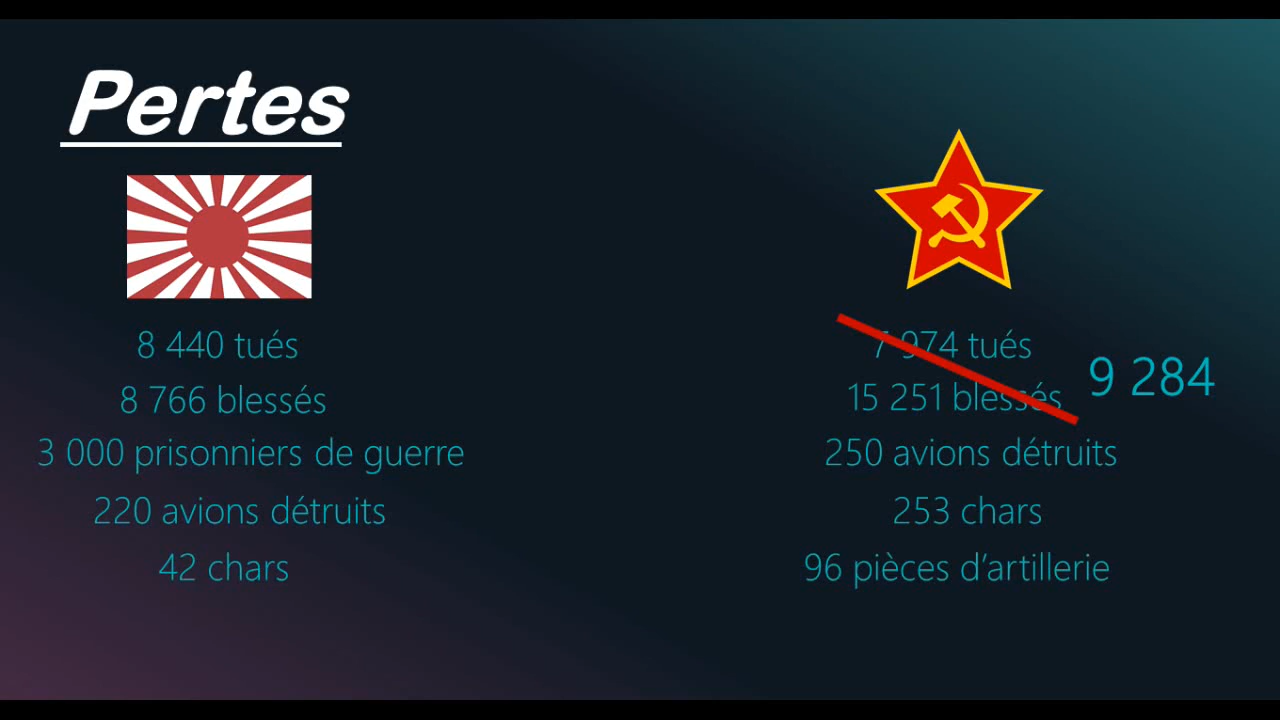 Pertes
8 440 tués
8 766 blessés
3 000 prisonniers de guerre
220 avions détruits
42 chars
7 974 tués
15 251 blessés
9 284
250 avions détruits
253 chars
96 pièces d'artillerie